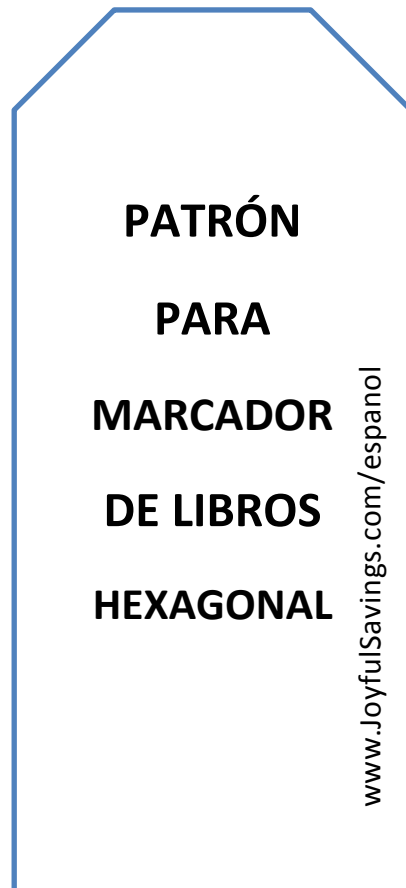 PATRÓN
PARA
MARCADOR
DE LIBROS
HEXAGONAL
www.JoyfulSavings.com/espanol